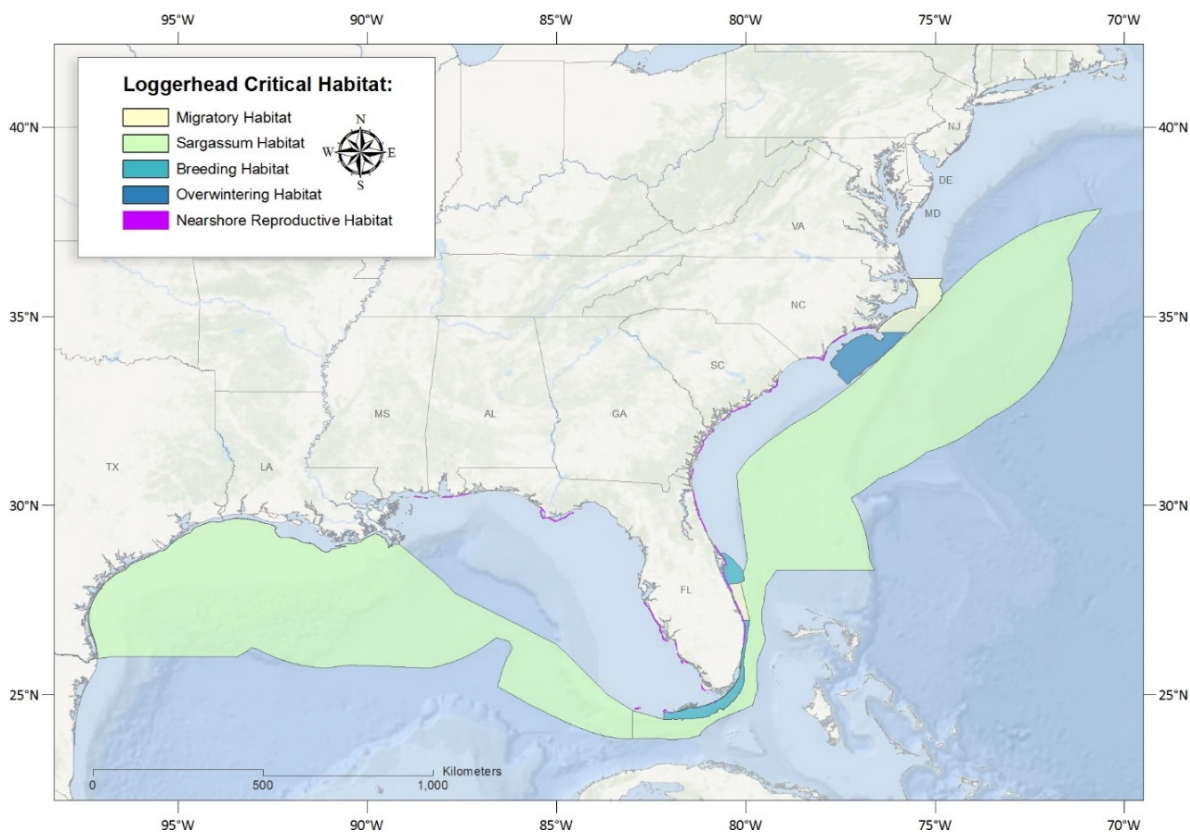 95°W 90°W 85°W 80°W 75°W 70°W
Loggerhead Critical Habitat:
Migratory Habitat
Sargassum Habitat
Breeding Habitat
Overwintering Habitat
Nearshore Reproductive Habitat
N
W E
S
40°N 40°N
NJ
DE
MD
VA
35°N NC 35°N
SC
MS AL GA
TX LA
30°N 30°N
FL
25°N 25°N
Kilometers
0 500 1,000
95°W 90°W 85°W 80°W 75°W 70°W